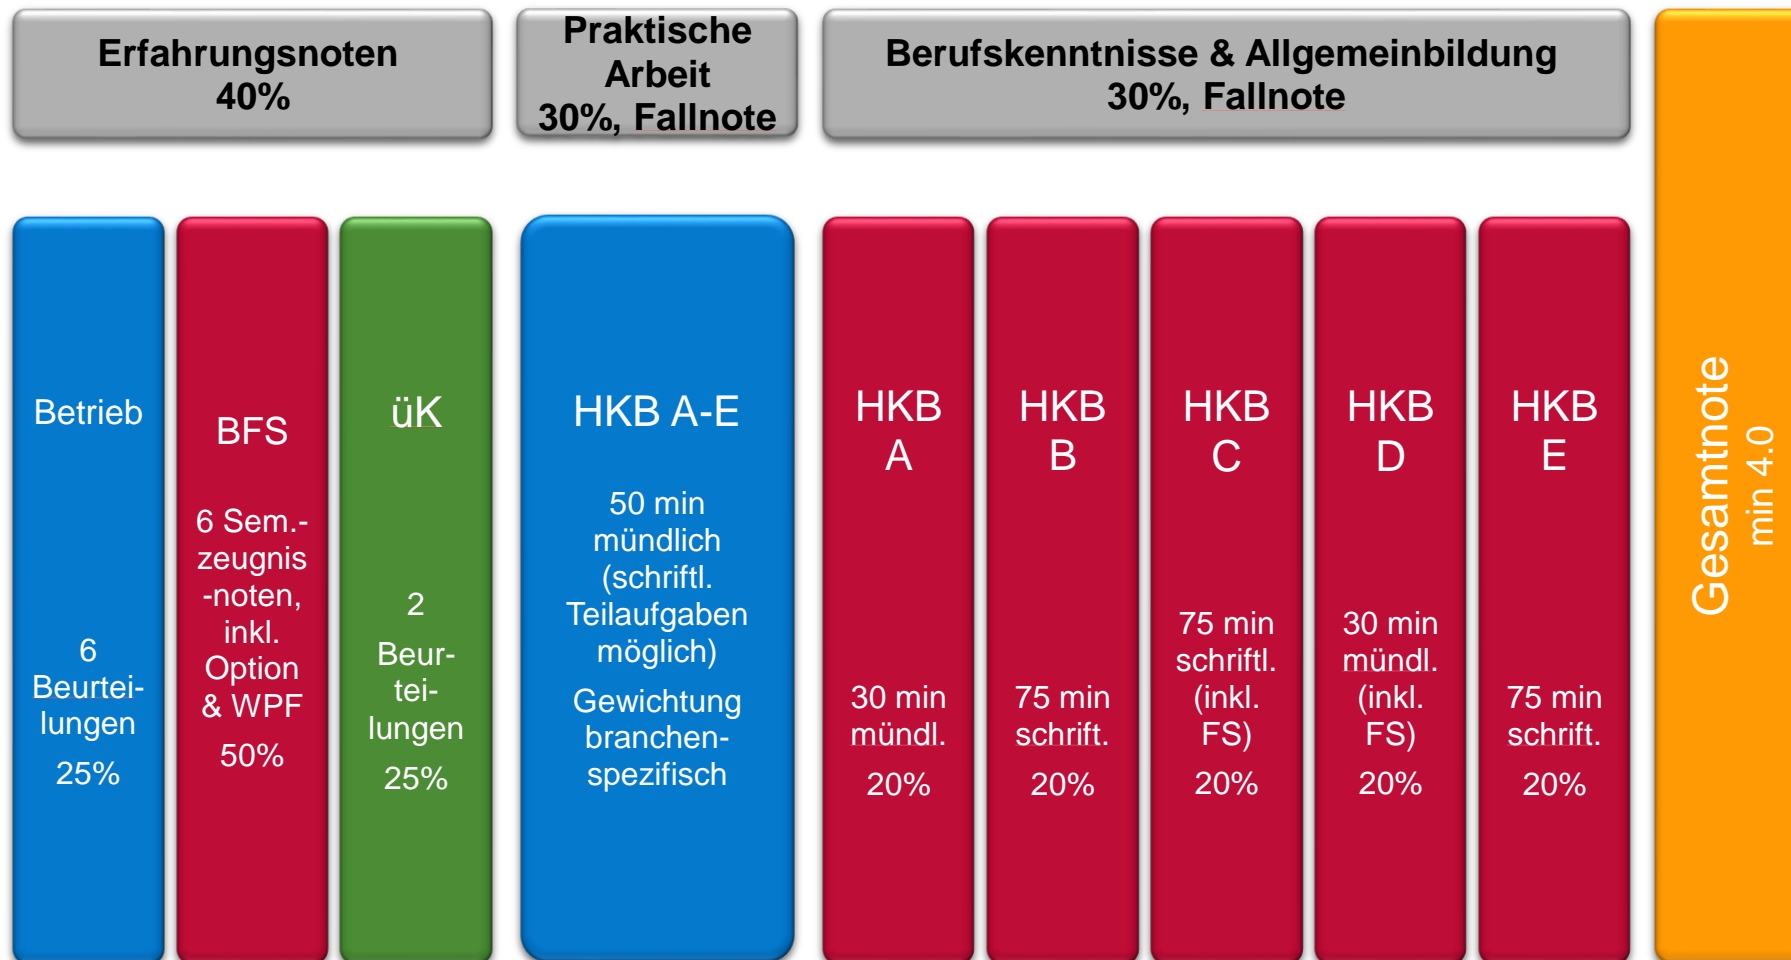 Erfahrungsnoten
40%
Praktische
Arbeit
30%, Fallnote
Berufskenntnisse & Allgemeinbildung
30%, Fallnote
Betrieb
6
Beurtei-
lungen
25%
BFS
6 Sem.-
zeugnis
-noten,
inkl.
Option
& WPF
50%
üK
2
Beur-
tei-
lungen
25%
HKB A-E
50 min
mündlich
(schriftl.
Teilaufgaben
möglich)
Gewichtung
branchen-
spezifisch
HKB
A
30 min
mündl.
20%
HKB
B
75 min
schrift.
20%
HKB
C
75 min
schriftl.
(inkl.
FS)
20%
HKB
D
30 min
mündl.
(inkl.
FS)
20%
HKB
E
75 min
schrift.
20%
Gesamtnote
min 4.0